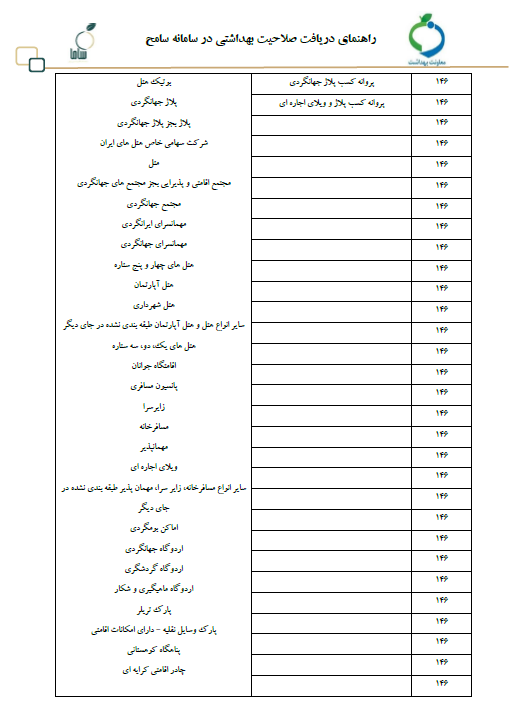 راهنمای دریافت صلاحیت بهداشتی در سامانه سامح
ساما
معاونت بهداشت
۱۴۶ پروانه کسب پلاژ جهانگردی بوتیک هتل
۱۴۶ پروانه کسب پلاژ و ویلای اجاره ای پلاژ جهانگردی
۱۴۶ پلاژ بجز پلاژ جهانگردی
۱۴۶ شرکت سهامی خاص هتل های ایران
۱۴۶ متل
۱۴۶ مجتمع اقامتی و پذیرایی بجز مجتمع های جهانگردی
۱۴۶ مجتمع جهانگردی
۱۴۶ مهمانسرای ایرانگردی
۱۴۶ مهمانسرای جهانگردی
۱۴۶ هتل های چهار و پنج ستاره
۱۴۶ هتل آپارتمان
۱۴۶ هتل شهرداری
۱۴۶ سایر انواع هتل و هتل آپارتمان طبقه بندی نشده در جای دیگر
۱۴۶ هتل های یک، دو، سه ستاره
۱۴۶ اقامتگاه جوانان
۱۴۶ پانسیون مسافری
۱۴۶ زایرسرا
۱۴۶ مسافرخانه
۱۴۶ مهمانپذیر
۱۴۶ ویلای اجاره ای
۱۴۶ سایر انواع مسافرخانه، زایر سرا، مهمان پذیر طبقه بندی نشده در
۱۴۶ جای دیگر
۱۴۶ اماکن بومگردی
۱۴۶ اردوگاه جهانگردی
۱۴۶ اردوگاه گردشگری
۱۴۶ اردوگاه ماهیگیری و شکار
۱۴۶ پارک تریلر
۱۴۶ پارک وسایل نقلیه – دارای امکانات اقامتی
۱۴۶ پناهگاه کوهستانی
۱۴۶ چادر اقامتی کرایه ای